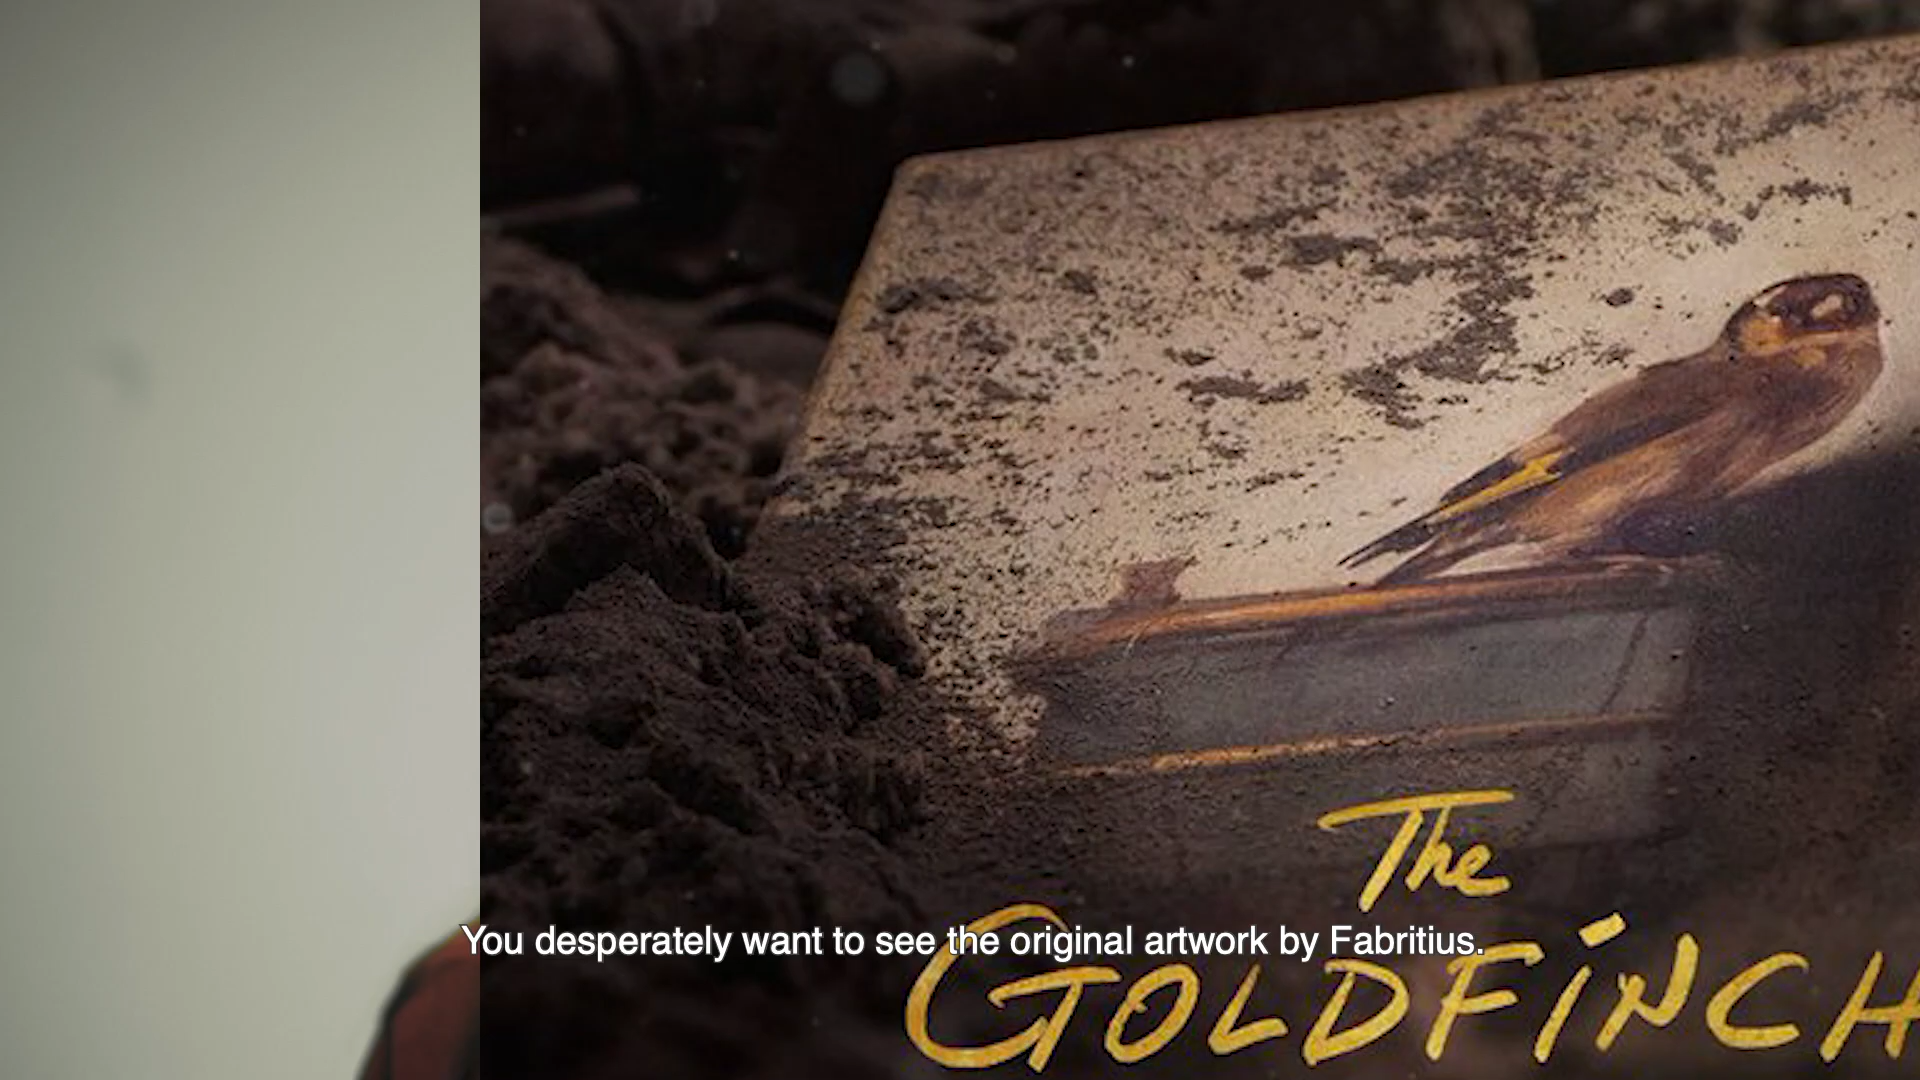 The
You desperately want to see the original artwork by Fabritius.
GOLDFINCH